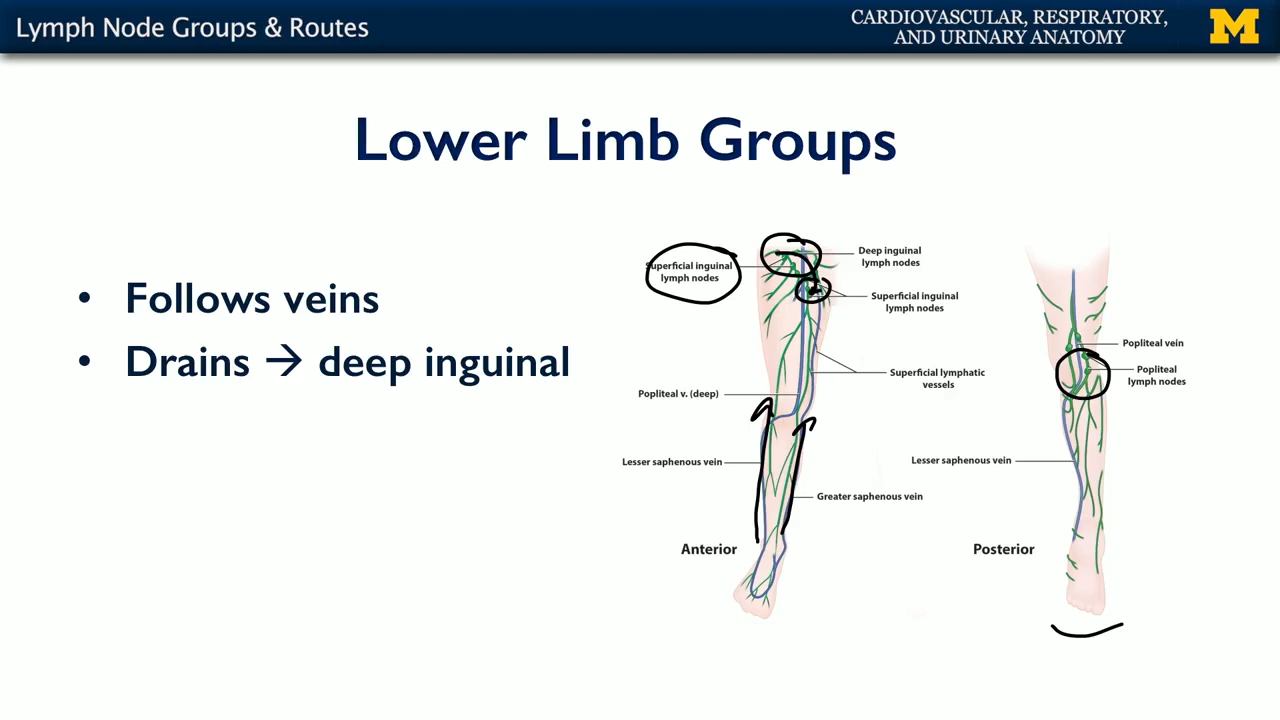 Lymph Node Groups & Routes
CARDIOVASCULAR, RESPIRATORY,
AND URINARY ANATOMY
M
Lower Limb Groups
• Follows veins
• Drains → deep inguinal
Superficial inguinal
lymph nodes
Deep inguinal
lymph nodes
Superficial inguinal
lymph nodes
Superficial lymphatic
vessels
Popliteal v. (deep)
Lesser saphenous vein
Greater saphenous vein
Anterior
Popliteal vein
Popliteal
lymph nodes
Lesser saphenous vein
Posterior